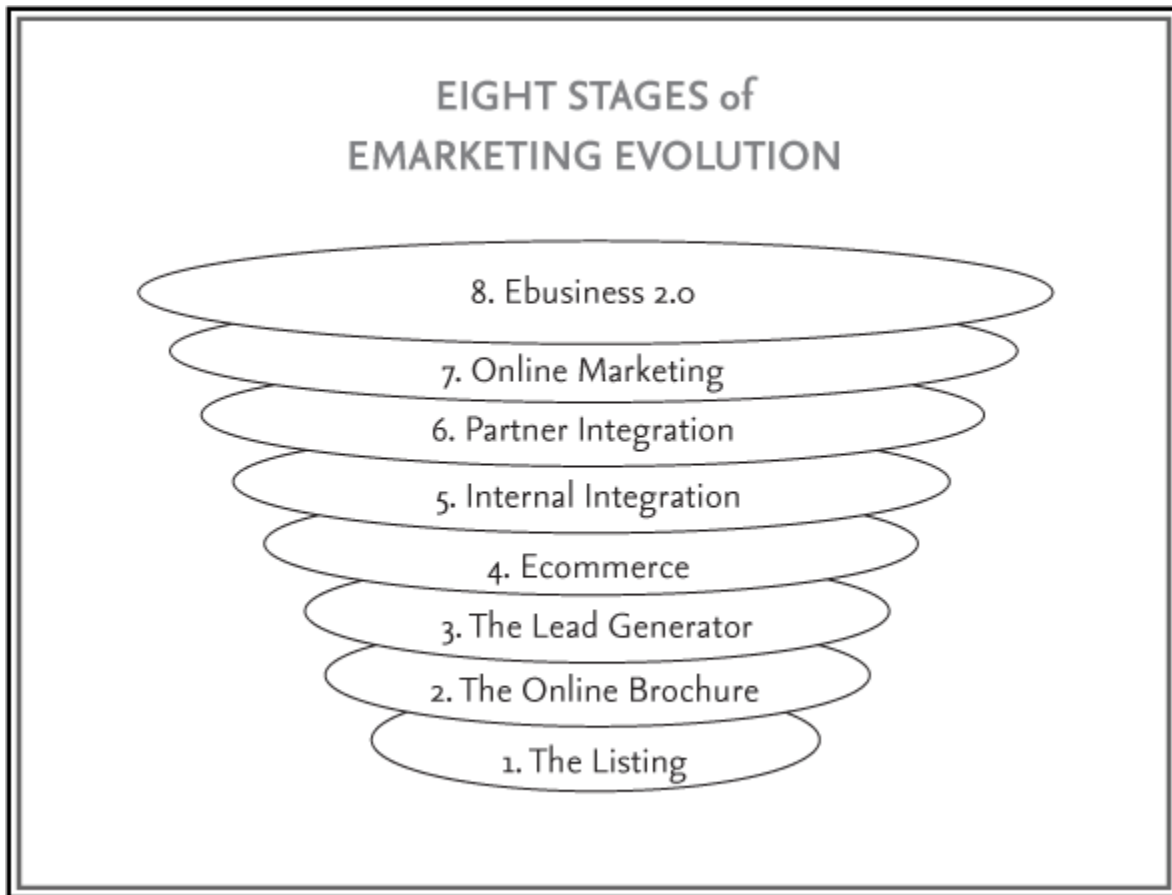 EIGHT STAGES of
EMARKETING EVOLUTION
8. Ebusiness 2.0
7. Online Marketing
6. Partner Integration
5. Internal Integration
4. Ecommerce
3. The Lead Generator
2. The Online Brochure
1. The Listing